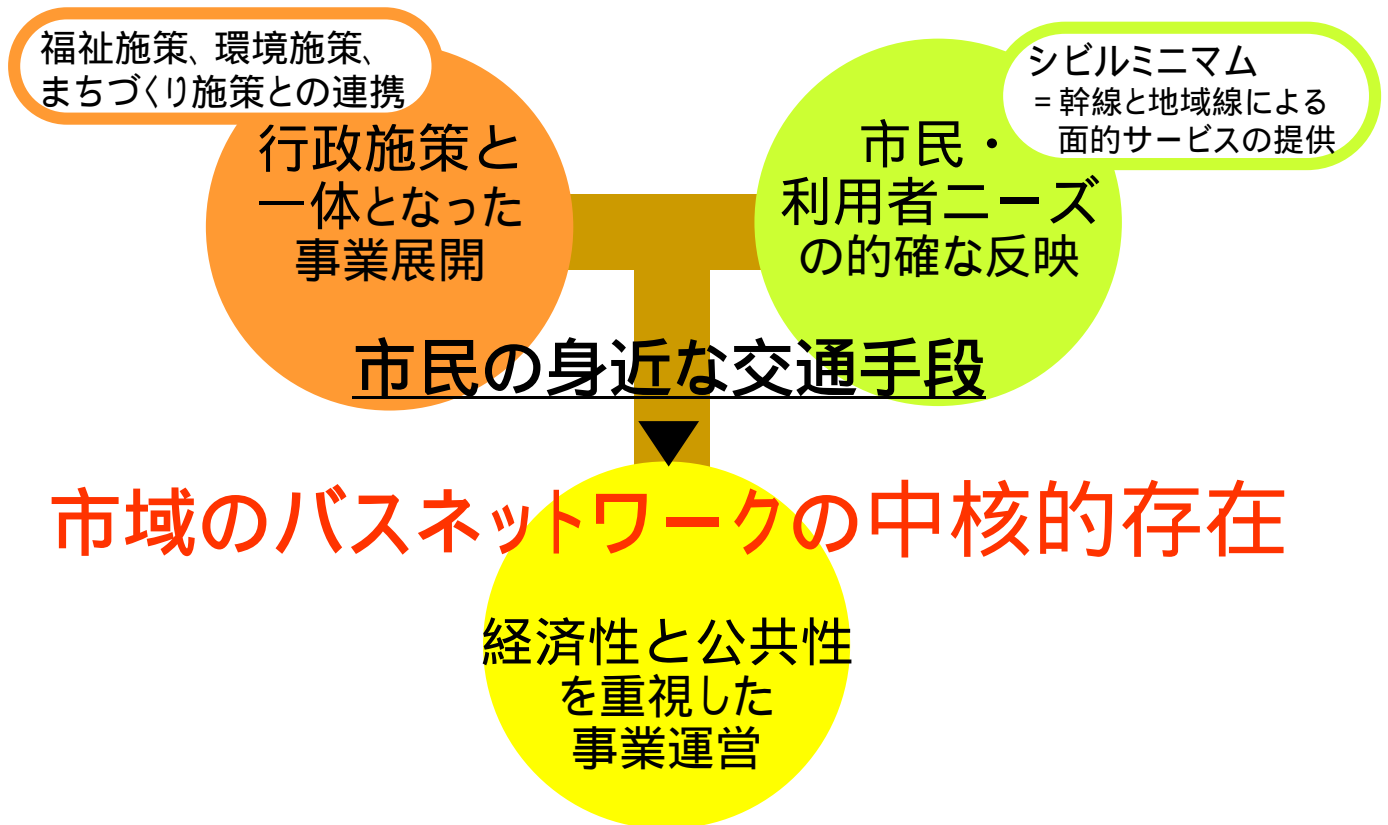 福祉施策、環境施策、
まちづくり施策との連携
行政施策と
一体となった
事業展開
シビルミニマム
＝幹線と地域線による
面的サービスの提供
市民・
利用者ニーズ
の的確な反映
市民の身近な交通手段
市域のバスネットワークの中核的存在
経済性と公共性
を重視した
事業運営